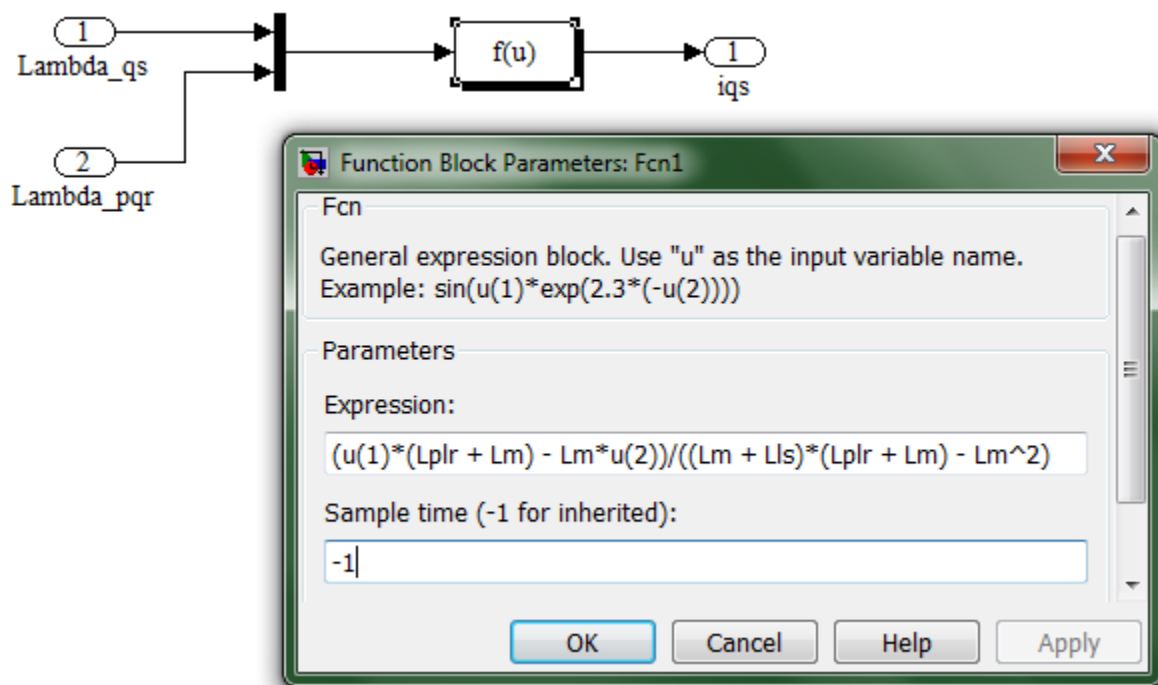 1
Lambda_qs
f(u)
1
iqs
2
Lambda_pqr
Function Block Parameters: Fcn1
Fcn
General expression block. Use "u" as the input variable name.
Example: sin(u(1)*exp(2.3*(-u(2))))
Parameters
Expression:
(u(1)*(Lplr + Lm) - Lm*u(2))/((Lm + Lls)*(Lplr + Lm) - Lm^2)
Sample time (-1 for inherited):
-1
OK Cancel Help Apply